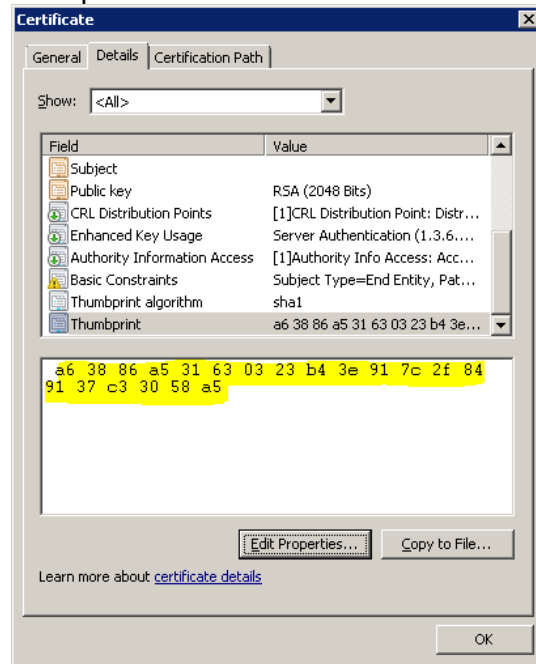 Certificate
General Details Certification Path
Show: <All>
Field Value
Subject
Public key RSA (2048 Bits)
CRL Distribution Points [1]CRL Distribution Point: Distr...
Enhanced Key Usage Server Authentication (1.3.6....
Authority Information Access [1]Authority Info Access: Acc...
Basic Constraints Subject Type=End Entity, Pat...
Thumbprint algorithm sha1
Thumbprint a6 38 86 a5 31 63 03 23 b4 3e...
a6 38 86 a5 31 63 03 23 b4 3e 91 7c 2f 84
91 37 c3 30 58 a5
Edit Properties... Copy to File...
Learn more about certificate details
OK